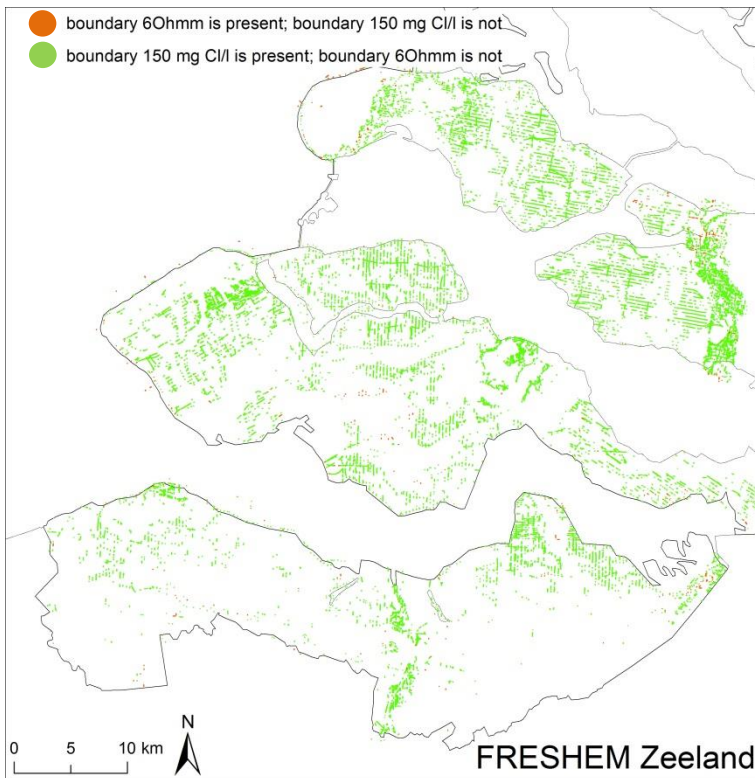 boundary 6Ohmm is present; boundary 150 mg Cl/l is not
boundary 150 mg Cl/l is present; boundary 6Ohmm is not
N
0 5 10 km
FRESHEM Zeeland